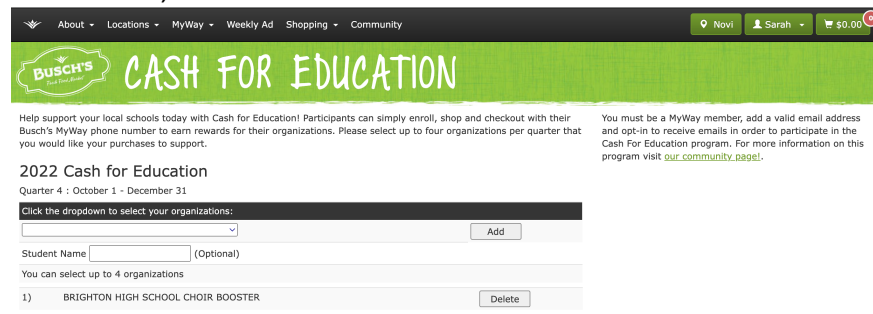 About Locations MyWay Weekly Ad Shopping Community Novi Sarah $0.00
BUSCH'S
CASH FOR EDUCATION
Help support your local schools today with Cash for Education! Participants can simply enroll, shop and checkout with their
Busch's MyWay phone number to earn rewards for their organizations. Please select up to four organizations per quarter that
you would like your purchases to support.
You must be a MyWay member, add a valid email address
and opt-in to receive emails in order to participate in the
Cash For Education program. For more information on this
program visit our community page!.
2022 Cash for Education
Quarter 4 : October 1 - December 31
Click the dropdown to select your organizations:
Add
Student Name (Optional)
You can select up to 4 organizations
1) BRIGHTON HIGH SCHOOL CHOIR BOOSTER Delete